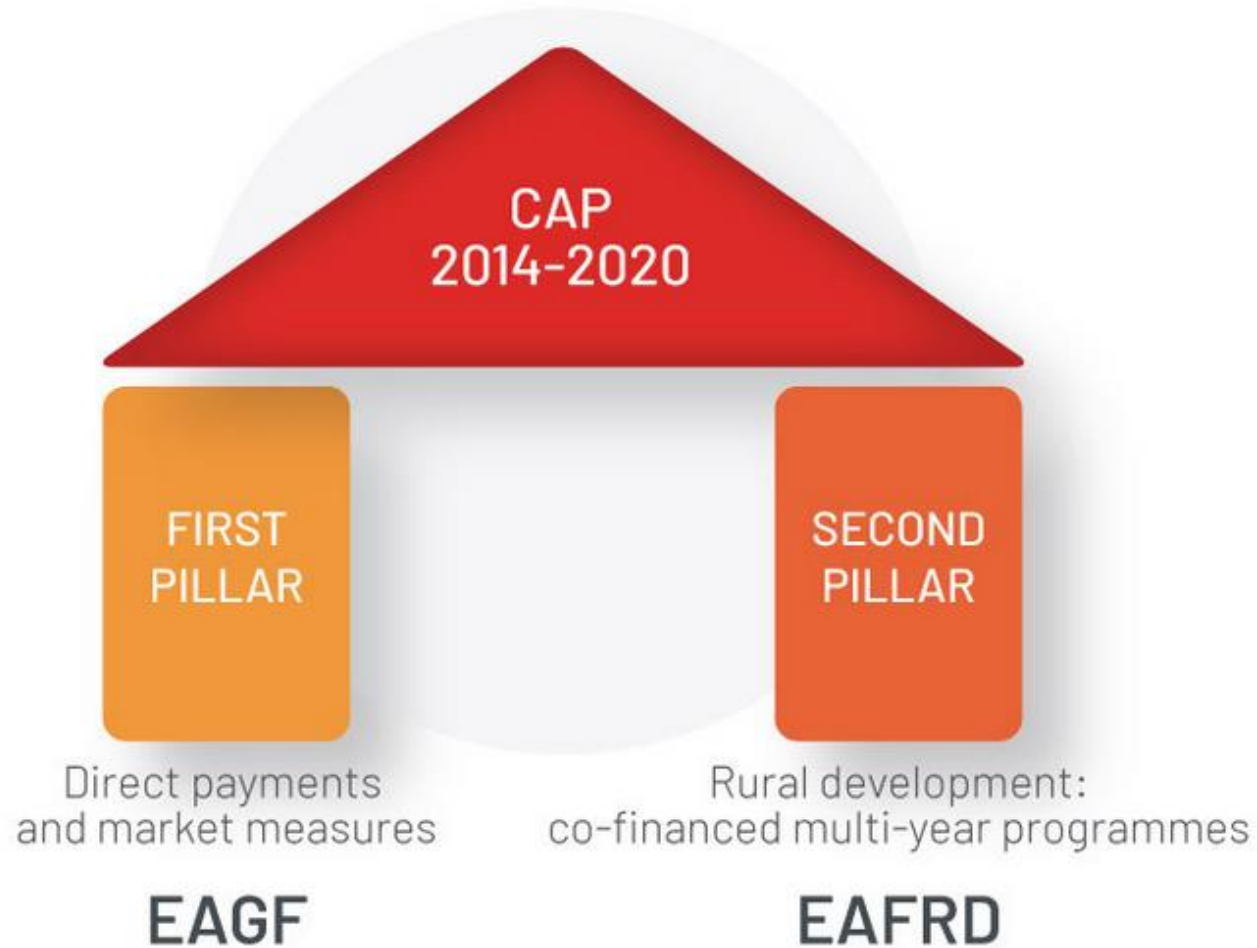 CAP
2014-2020
FIRST
PILLAR
Direct payments
and market measures
EAGF
SECOND
PILLAR
Rural development:
co-financed multi-year programmes
EAFRD